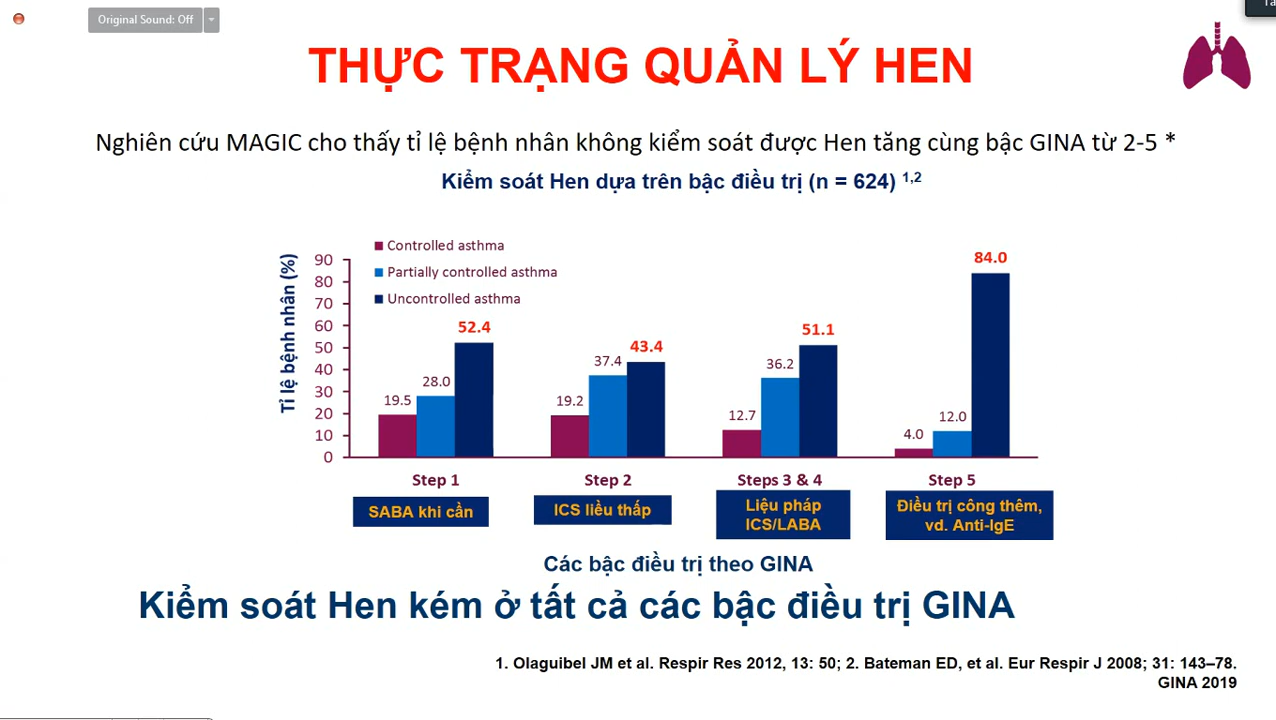 Original Sound: Off
Ta
THỰC TRẠNG QUẢN LÝ HEN
Nghiên cứu MAGIC cho thấy tỉ lệ bệnh nhân không kiểm soát được Hen tăng cùng bậc GINA từ 2-5 *
Kiểm soát Hen dựa trên bậc điều trị (n = 624) 1,2
Tỉ lệ bệnh nhân (%)
Controlled asthma
Partially controlled asthma
Uncontrolled asthma
90
80
70
60
50
40
30
20
10
0
19.5
28.0
52.4
19.2
37.4
43.4
12.7
36.2
51.1
4.0
12.0
84.0
Step 1
Step 2
Steps 3 & 4
Step 5
SABA khi cần
ICS liều thấp
Liệu pháp
ICS/LABA
Điều trị công thêm,
vd. Anti-IgE
Các bậc điều trị theo GINA
Kiểm soát Hen kém ở tất cả các bậc điều trị GINA
1. Olaguibel JM et al. Respir Res 2012, 13: 50; 2. Bateman ED, et al. Eur Respir J 2008; 31: 143–78.
GINA 2019